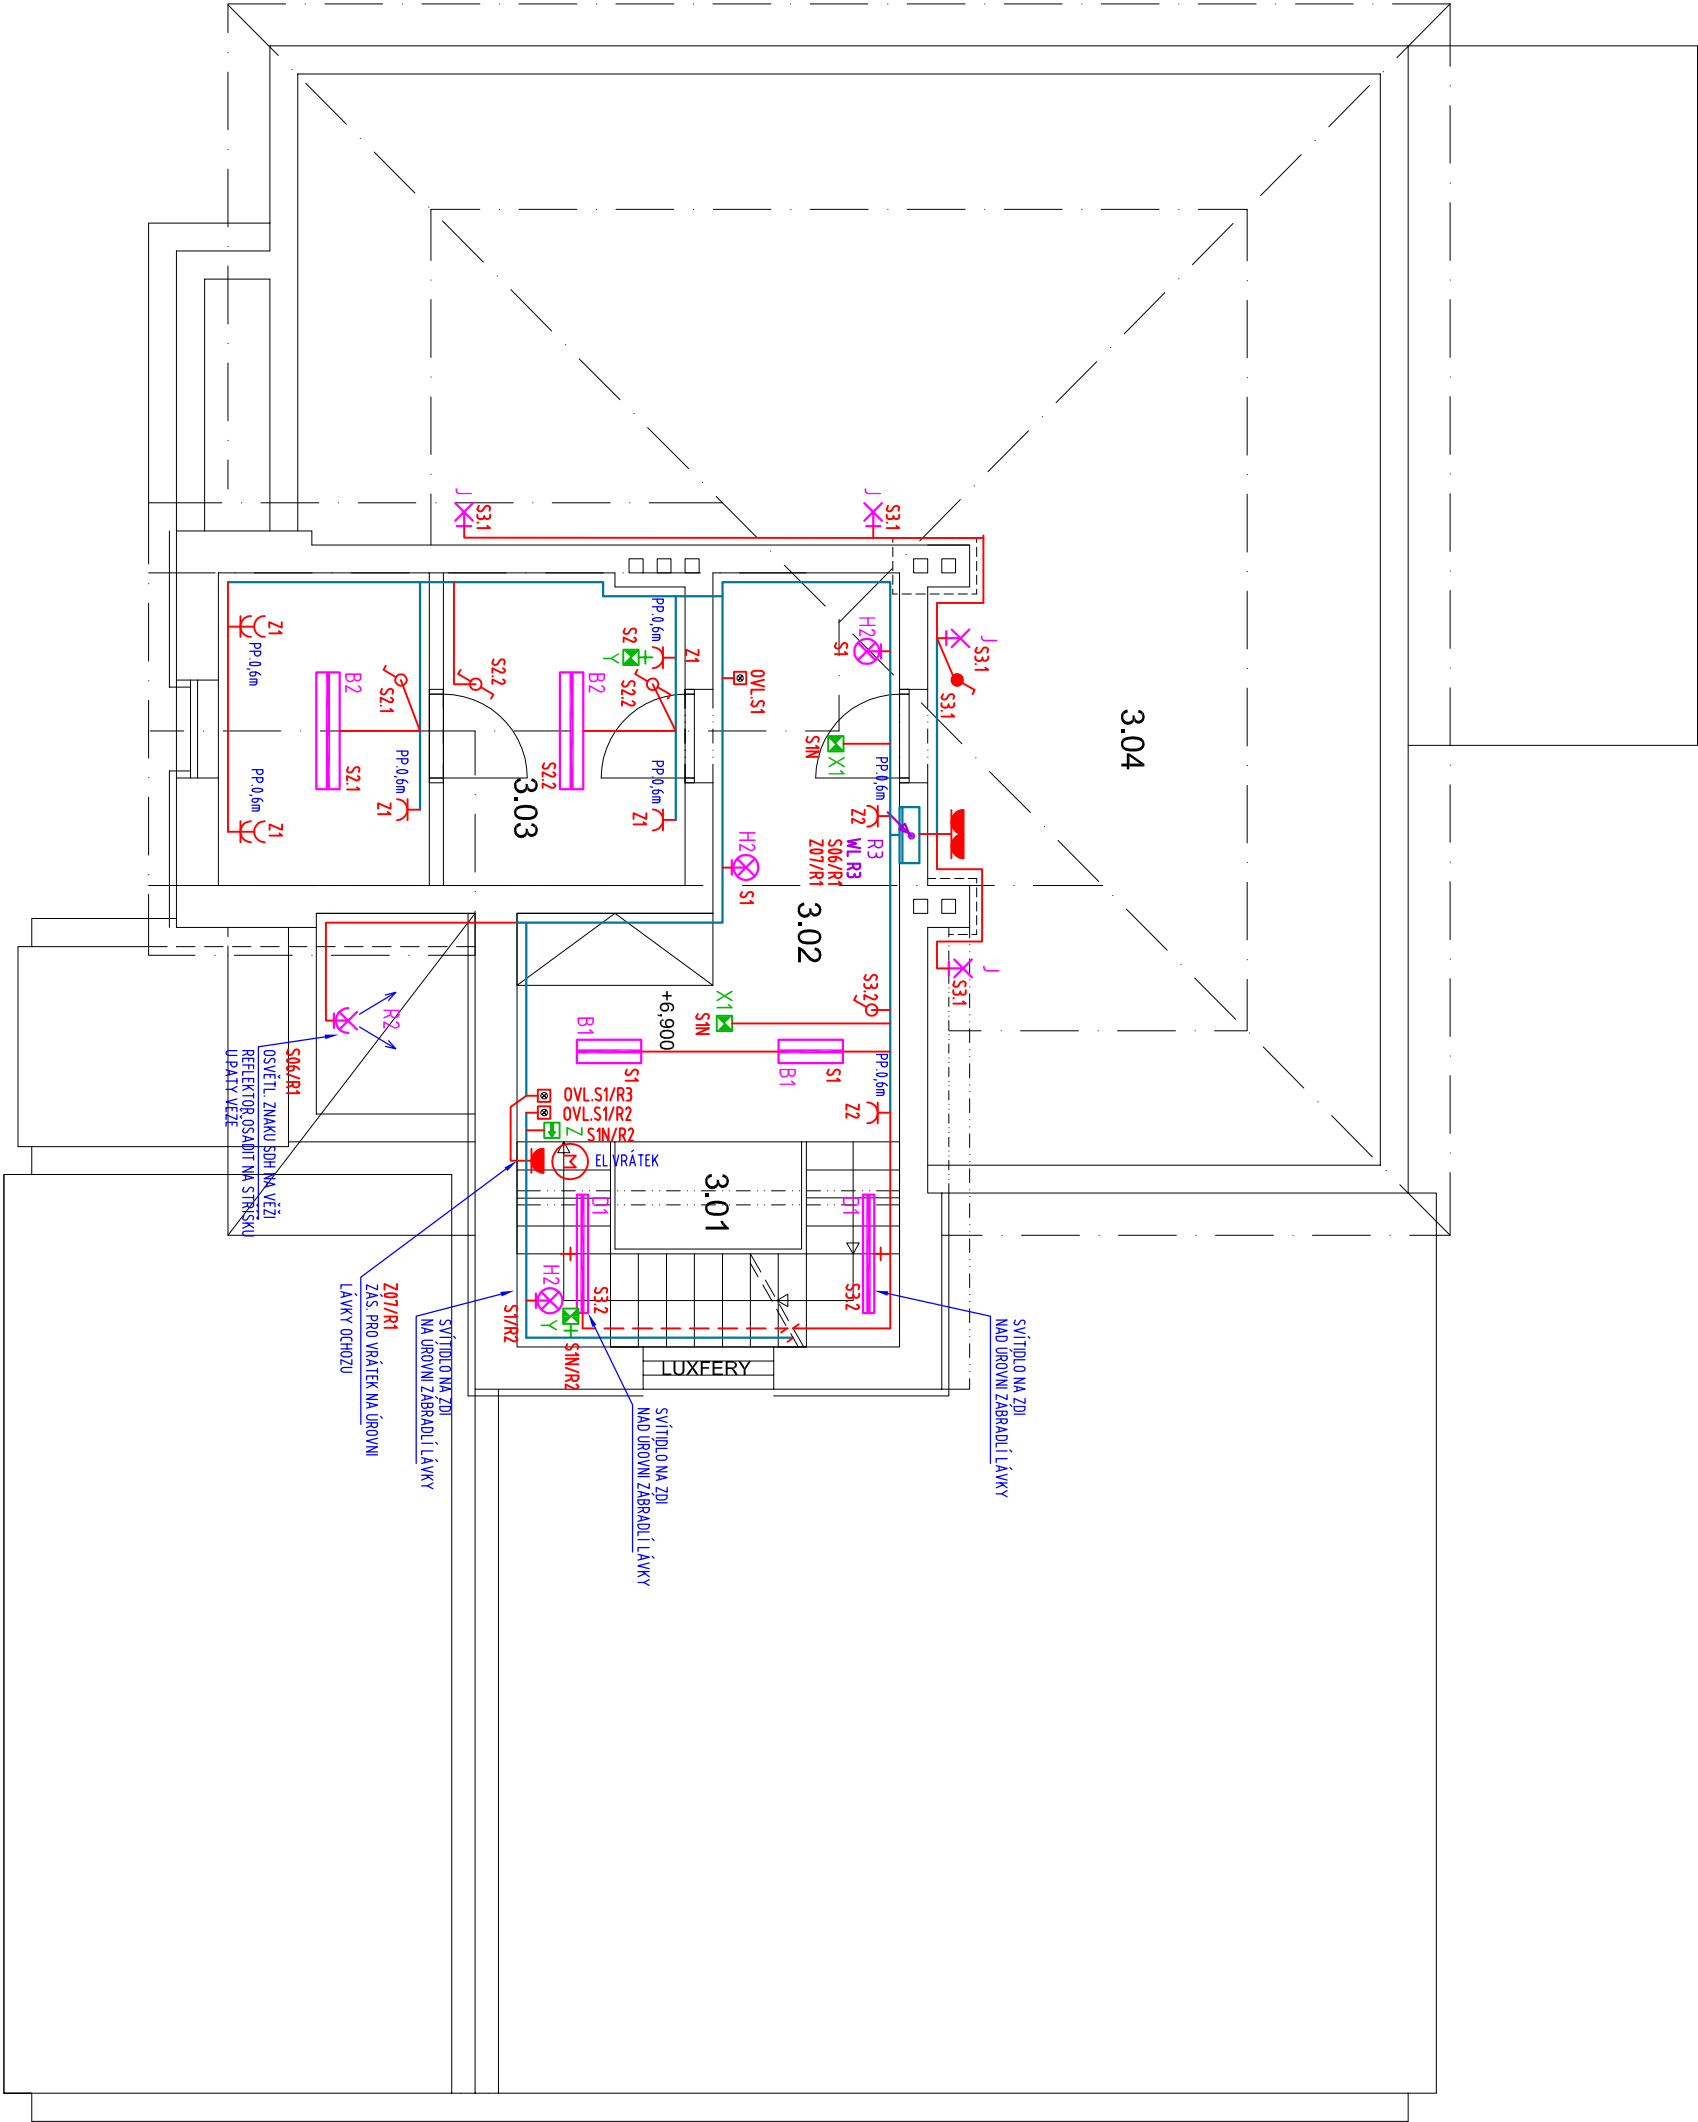 3.04
J
S3.1
J
S3.1
J
S3.1
S3.1
J
S3.1
H2
S1
OVL.S1
S1N
X1
PP.0,6m
Z2
R3
WL R3
S06/R1
Z07/R1
H2
S1
3.02
+6,900
S3.2
X1
S1N
B1
S1
B1
S1
PP.0,6m
Z2
PP.0,6m
Z1
S2
Y
S2.2
B2
S2.2
S2.2
PP.0,6m
Z1
3.03
Z1
PP.0,6m
B2
S2.1
S2.1
PP.0,6m
Z1
PP.0,6m
Z1
R2
S06/R1
OSVĚTL. ZNAKU SDH NA VĚŽI
REFLEKTOR OSADIT NA STŘÍŠKU
U PATY VĚŽE
OVL.S1/R3
OVL.S1/R2
Z
S1N/R2
M
EL.VRÁTEK
3.01
D1
S3.2
D1
S3.2
H2
S1/R2
Y
S1N/R2
LUXFERY
Z07/R1
ZÁS. PRO VRÁTEK NA ÚROVNI
LÁVKY OCHOZU
SVÍTIDLO NA ZDI
NA ÚROVNI ZÁBRADLÍ LÁVKY
SVÍTIDLO NA ZDI
NAD ÚROVNI ZÁBRADLÍ LÁVKY
SVÍTIDLO NA ZDI
NAD ÚROVNI ZÁBRADLÍ LÁVKY